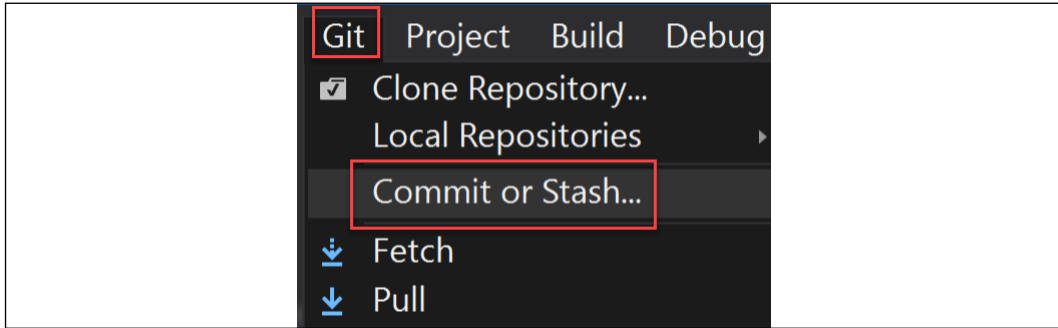 Git Project Build Debug
Clone Repository...
Local Repositories
Commit or Stash...
Fetch
Pull